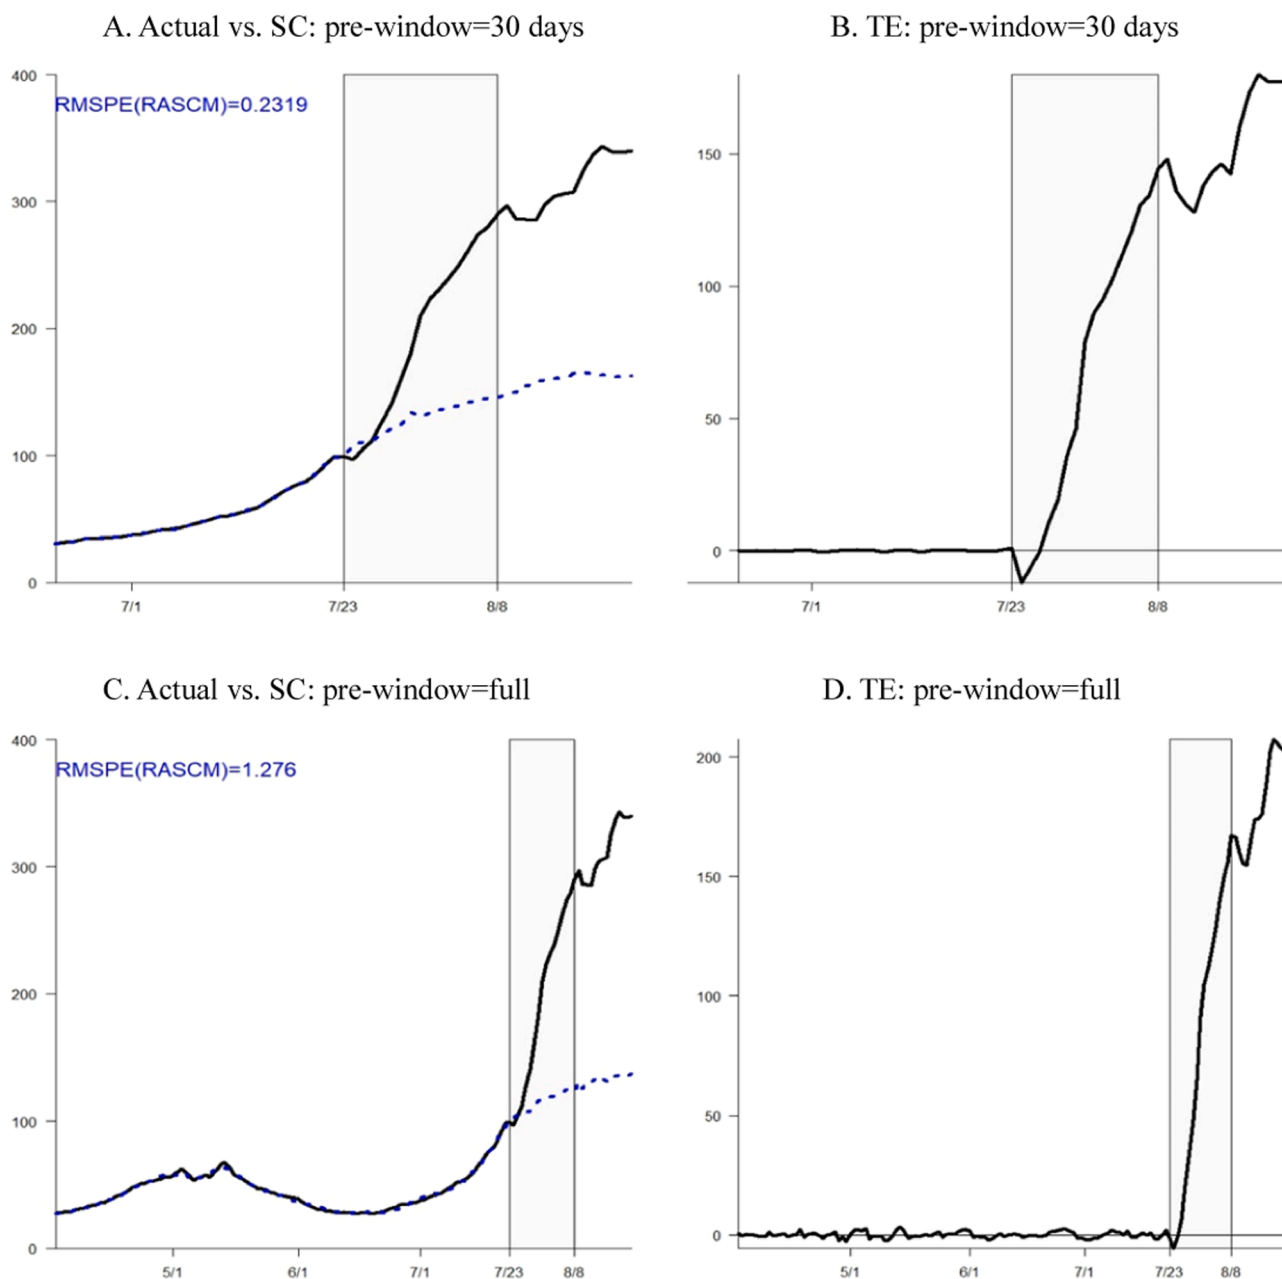 A. Actual vs. SC: pre-window=30 days
RMSPE(RASCM)=0.2319
400
300
200
100
0
7/1 7/23 8/8
B. TE: pre-window=30 days
150
100
50
0
7/1 7/23 8/8
C. Actual vs. SC: pre-window=full
RMSPE(RASCM)=1.276
400
300
200
100
0
5/1 6/1 7/1 7/23 8/8
D. TE: pre-window=full
200
150
100
50
0
5/1 6/1 7/1 7/23 8/8